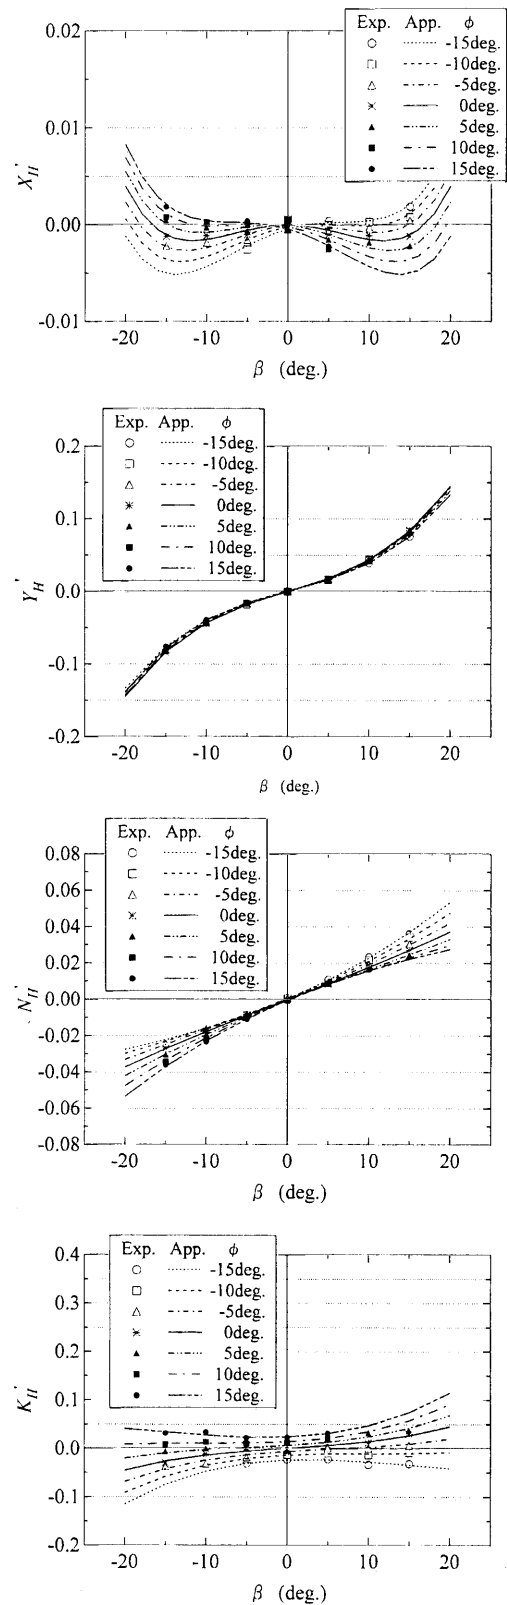 0.02
0.01
0.00
-0.01
X_H'
-20 -10 0 10 20
β (deg.)
Exp. App. φ
-15deg.
-10deg.
-5deg.
0deg.
5deg.
10deg.
15deg.
Exp. App. φ
-15deg.
-10deg.
-5deg.
0deg.
5deg.
10deg.
15deg.
0.2
0.1
0.0
-0.1
-0.2
Y_H'
-20 -10 0 10 20
β (deg.)
Exp. App. φ
-15deg.
-10deg.
-5deg.
0deg.
5deg.
10deg.
15deg.
0.08
0.06
0.04
0.02
0.00
-0.02
-0.04
-0.06
-0.08
N_H'
-20 -10 0 10 20
β (deg.)
Exp. App. φ
-15deg.
-10deg.
-5deg.
0deg.
5deg.
10deg.
15deg.
0.4
0.3
0.2
0.1
0.0
-0.1
-0.2
K_H'
-20 -10 0 10 20
β (deg.)